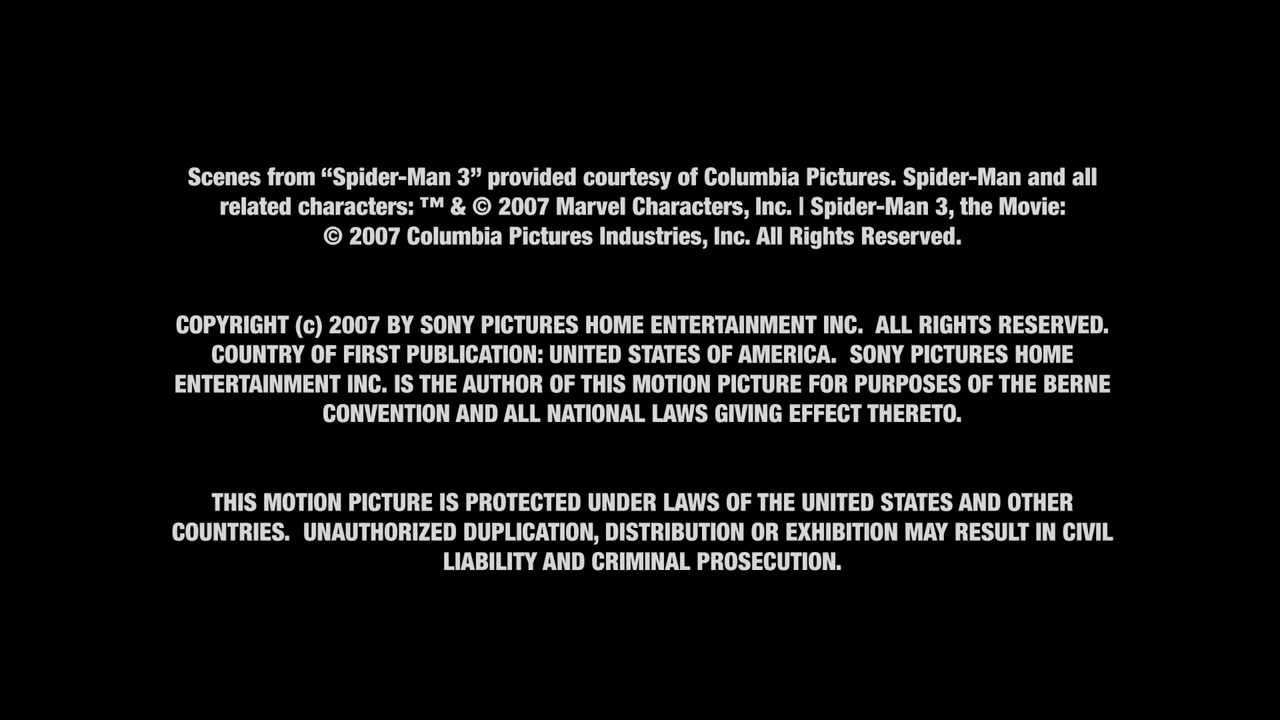 Scenes from “Spider-Man 3” provided courtesy of Columbia Pictures. Spider-Man and all
related characters: ™ & © 2007 Marvel Characters, Inc. | Spider-Man 3, the Movie:
© 2007 Columbia Pictures Industries, Inc. All Rights Reserved.
COPYRIGHT (c) 2007 BY SONY PICTURES HOME ENTERTAINMENT INC.  ALL RIGHTS RESERVED.
COUNTRY OF FIRST PUBLICATION: UNITED STATES OF AMERICA.  SONY PICTURES HOME
ENTERTAINMENT INC. IS THE AUTHOR OF THIS MOTION PICTURE FOR PURPOSES OF THE BERNE
CONVENTION AND ALL NATIONAL LAWS GIVING EFFECT THERETO.
THIS MOTION PICTURE IS PROTECTED UNDER LAWS OF THE UNITED STATES AND OTHER
COUNTRIES.  UNAUTHORIZED DUPLICATION, DISTRIBUTION OR EXHIBITION MAY RESULT IN CIVIL
LIABILITY AND CRIMINAL PROSECUTION.